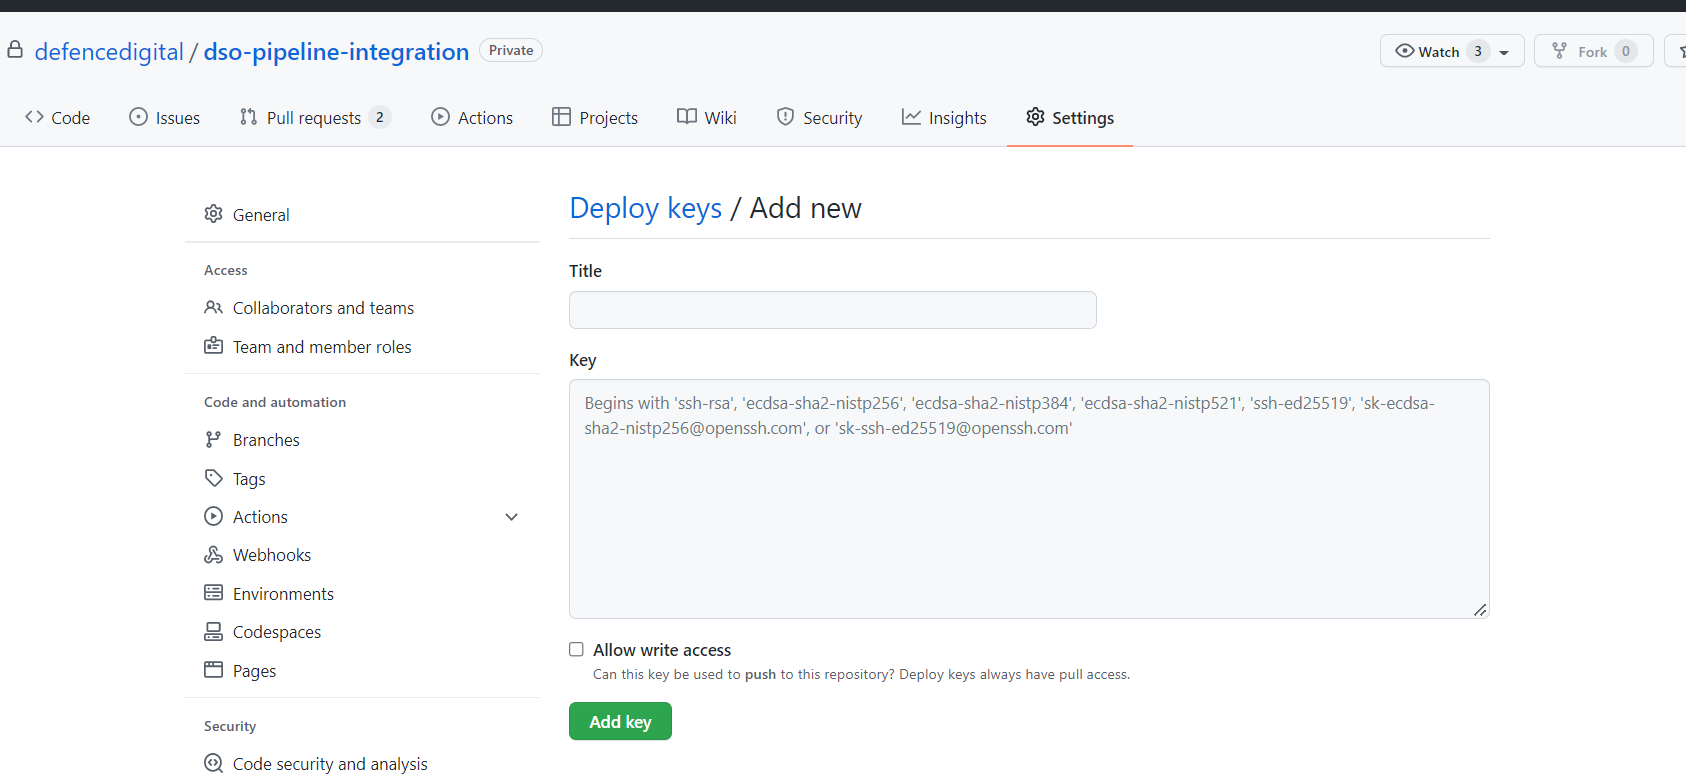 defencedigital / dso-pipeline-integration Private
Watch 3 Fork 0
Code Issues Pull requests 2 Actions Projects Wiki Security Insights Settings
General
Access
Collaborators and teams
Team and member roles
Code and automation
Branches
Tags
Actions
Webhooks
Environments
Codespaces
Pages
Security
Code security and analysis
Deploy keys / Add new
Title
Key
Begins with 'ssh-rsa', 'ecdsa-sha2-nistp256', 'ecdsa-sha2-nistp384', 'ecdsa-sha2-nistp521', 'ssh-ed25519', 'sk-ecdsa-
sha2-nistp256@openssh.com', or 'sk-ssh-ed25519@openssh.com'
Allow write access
Can this key be used to push to this repository? Deploy keys always have pull access.
Add key